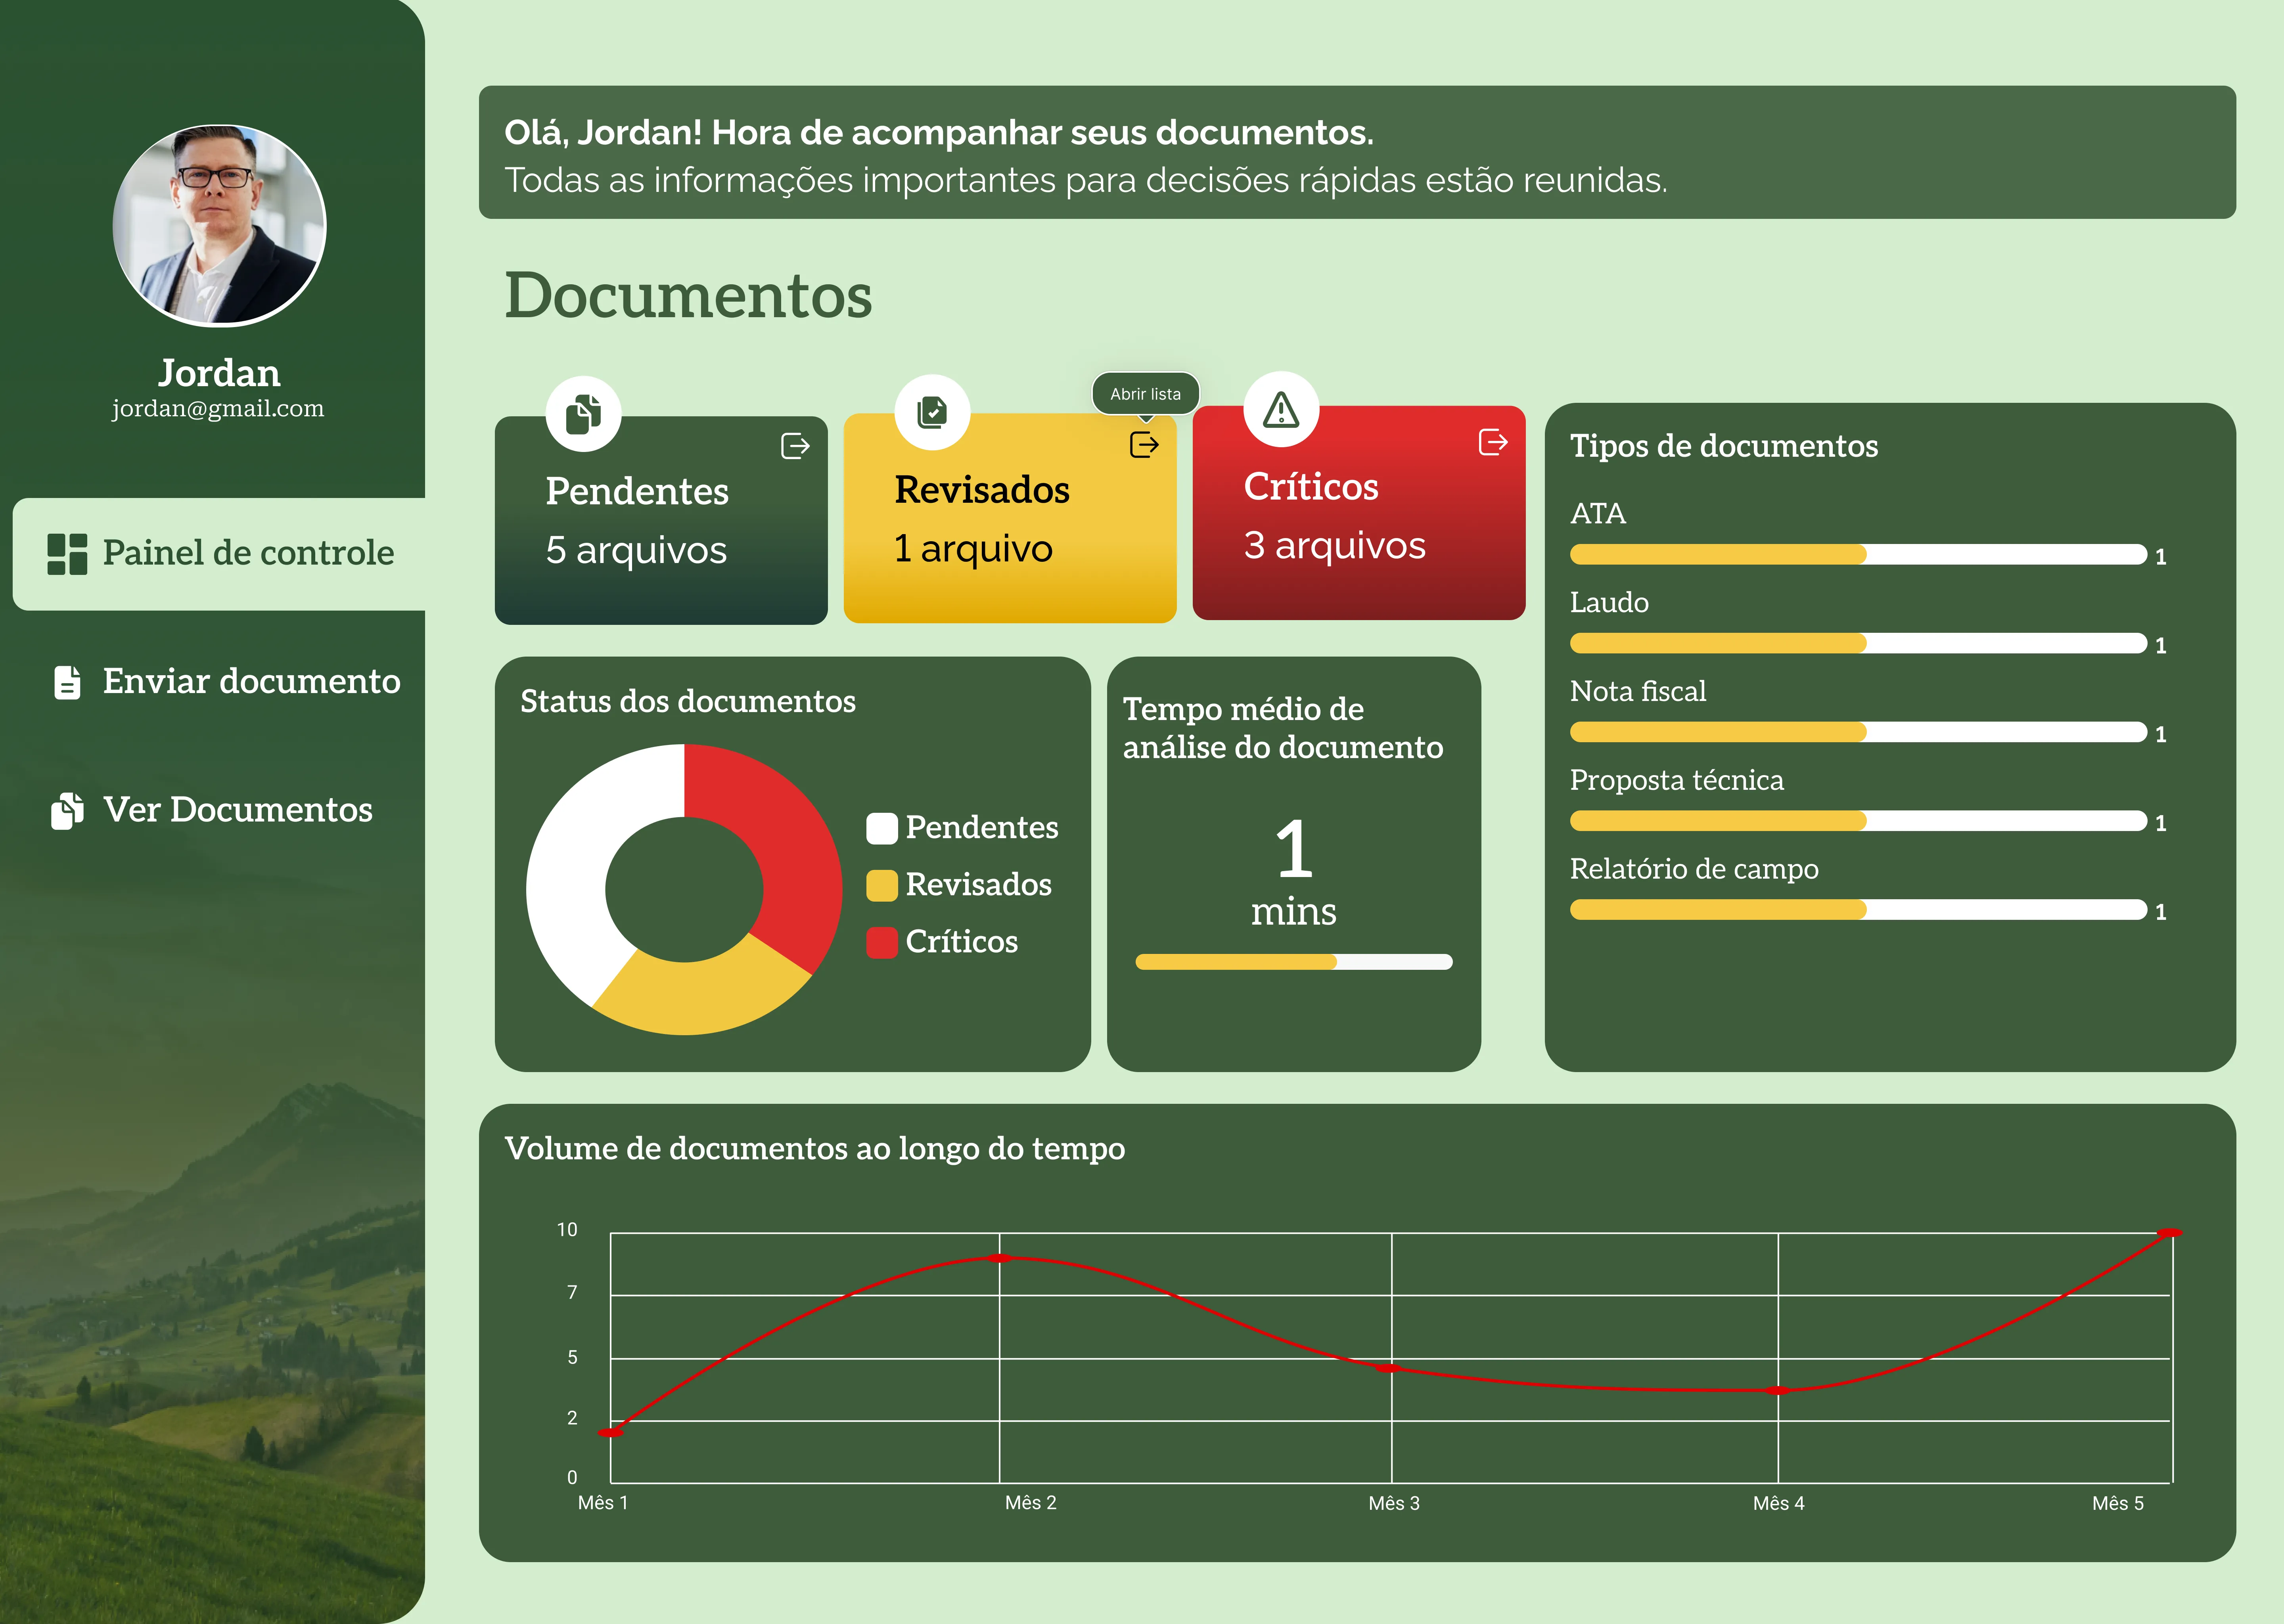 Jordan
jordan@gmail.com
Painel de controle
Enviar documento
Ver Documentos
Olá, Jordan! Hora de acompanhar seus documentos.
Todas as informações importantes para decisões rápidas estão reunidas.
Documentos
Pendentes
5 arquivos
Abrir lista
Revisados
1 arquivo
Críticos
3 arquivos
Tipos de documentos
ATA
1
Laudo
1
Nota fiscal
1
Proposta técnica
1
Relatório de campo
1
Status dos documentos
Pendentes
Revisados
Críticos
Tempo médio de
análise do documento
1
mins
Volume de documentos ao longo do tempo
10
7
5
2
0
Mês 1
Mês 2
Mês 3
Mês 4
Mês 5